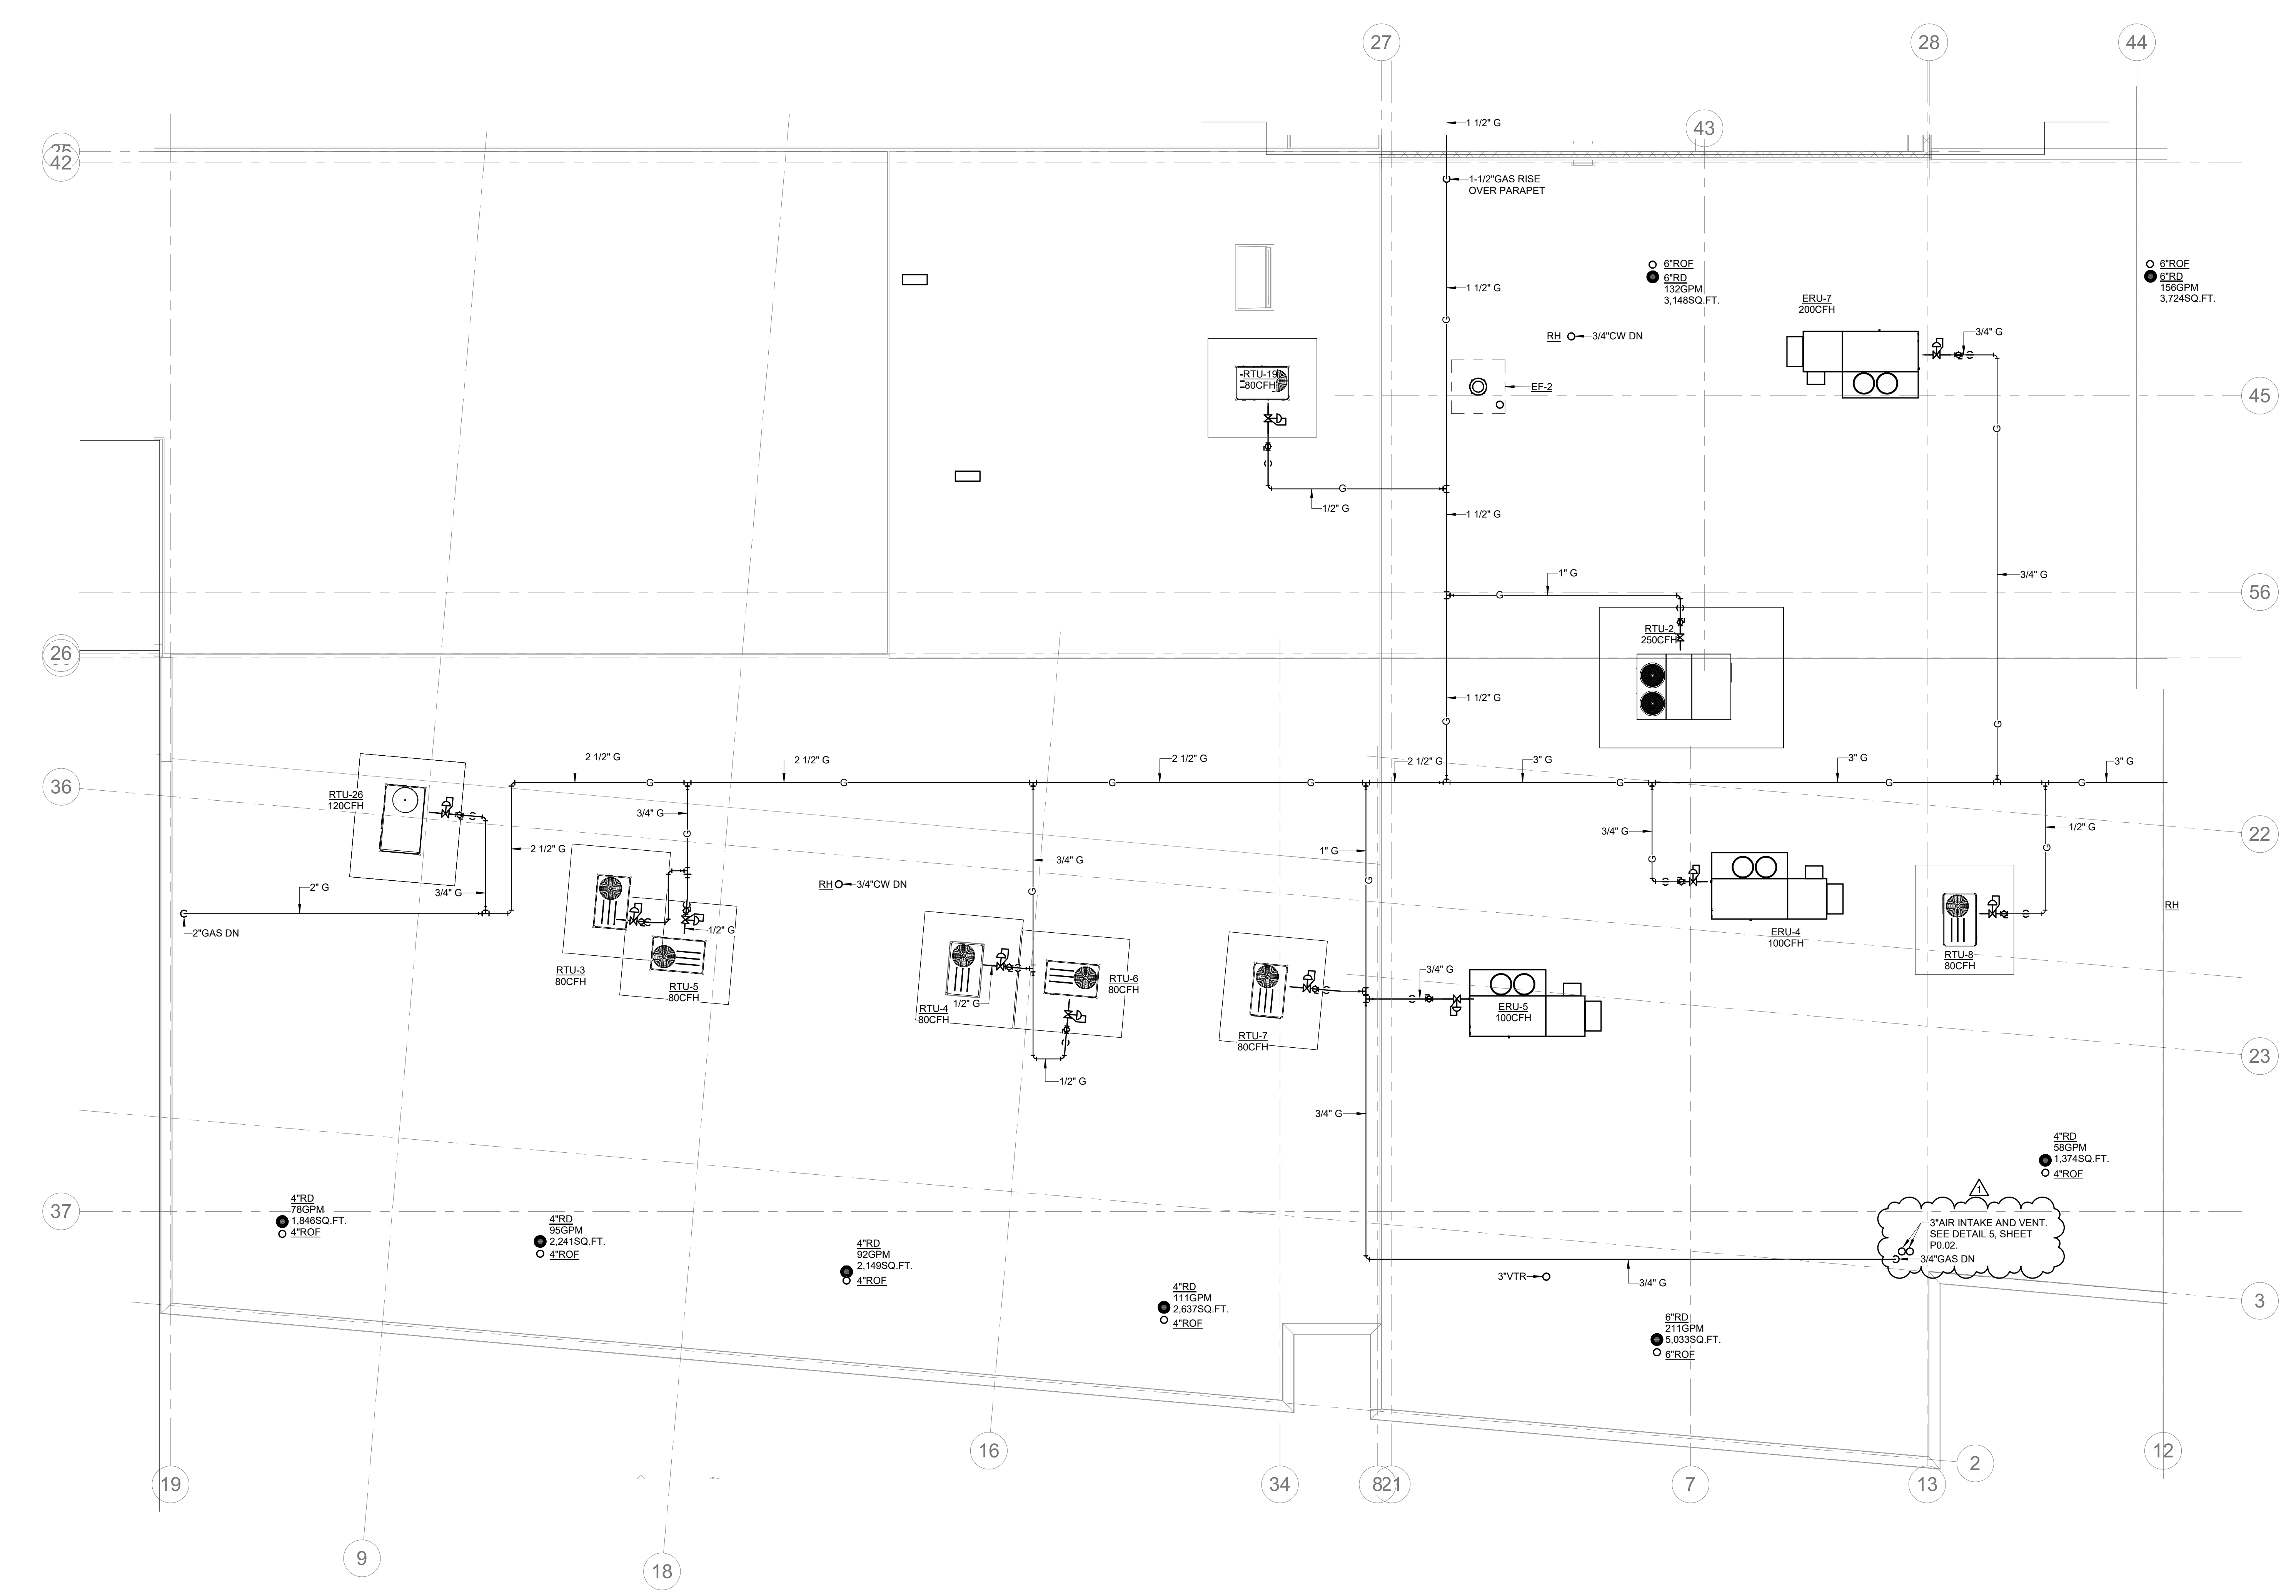 27
28
44
43
1 1/2" G
25
42
1-1/2"GAS RISE
OVER PARAPET
6"ROF
6"RD
132GPM
3,148SQ.FT.
6"ROF
6"RD
156GPM
3,724SQ.FT.
1 1/2" G
ERU-7
200CFH
G
RH
3/4"CW DN
3/4" G
RTU-19
80CFH
EF-2
45
G
G
1/2" G
1 1/2" G
1" G
3/4" G
G
56
RTU-2
250CFH
26
1 1/2" G
G
G
2 1/2" G
2 1/2" G
2 1/2" G
2 1/2" G
3" G
3" G
3" G
G
G
G
G
G
G
G
36
RTU-26
120CFH
3/4" G
G
2 1/2" G
3/4" G
2" G
2"GAS DN
1/2" G
RTU-3
80CFH
RTU-5
80CFH
RH
3/4"CW DN
3/4" G
G
RTU-4
80CFH
1/2" G
RTU-6
80CFH
1/2" G
1" G
G
RTU-7
80CFH
3/4" G
G
ERU-4
100CFH
3/4" G
ERU-5
100CFH
1/2" G
G
RTU-8
80CFH
RH
22
23
3/4" G
4"RD
58GPM
1,374SQ.FT.
4"ROF
37
4"RD
78GPM
1,846SQ.FT.
4"ROF
4"RD
95GPM
2,241SQ.FT.
4"ROF
4"RD
92GPM
2,149SQ.FT.
4"ROF
4"RD
111GPM
2,637SQ.FT.
4"ROF
1
3"AIR INTAKE AND VENT.
SEE DETAIL 5, SHEET
P0.02.
3/4"GAS DN
3"VTR
3/4" G
6"RD
211GPM
5,033SQ.FT.
6"ROF
3
19
9
18
16
34
8
21
7
13
2
12